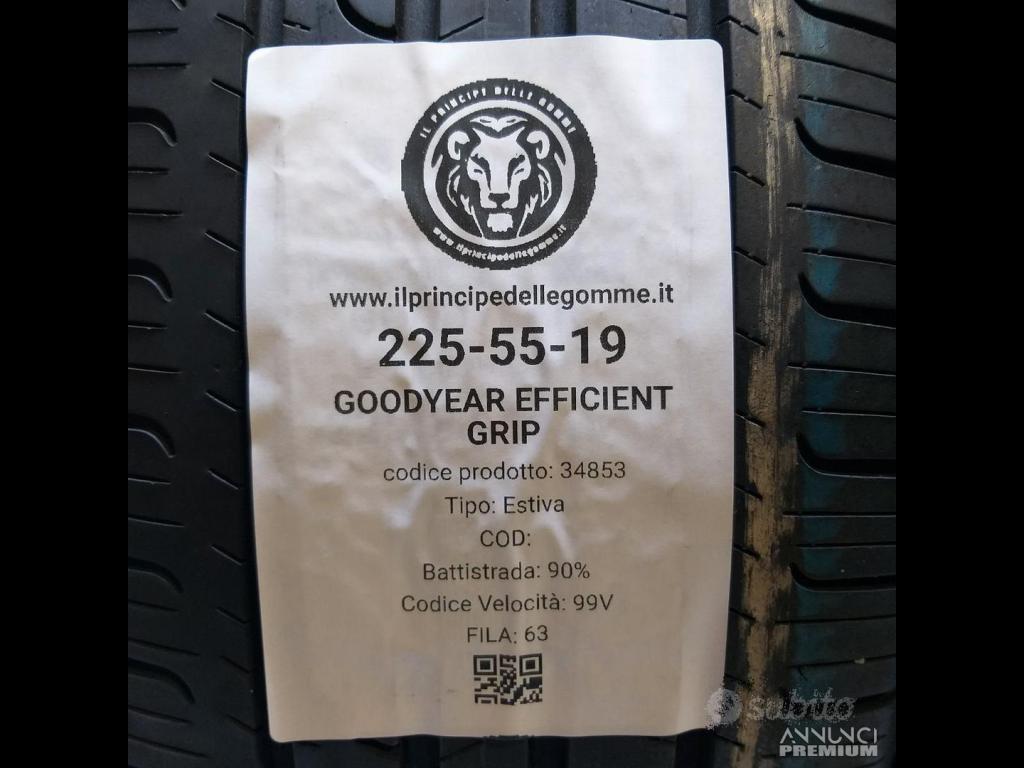 IL PRINCIPE DELLE GOMME
www.ilprincipedellegomme.it
www.ilprincipedellegomme.it
225-55-19
GOODYEAR EFFICIENT
GRIP
codice prodotto: 34853
Tipo: Estiva
COD:
Battistrada: 90%
Codice Velocità: 99V
FILA: 63
subito
ANNUNCI
PREMIUM